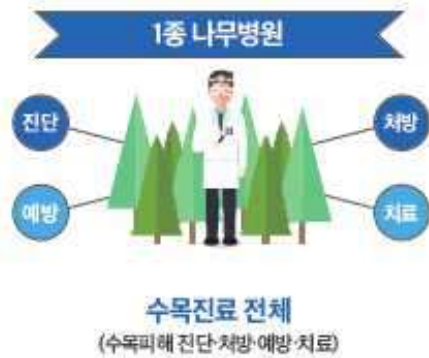 1종 나무병원
진단
처방
예방
치료
수목진료 전체
(수목피해 진단·처방·예방·치료)